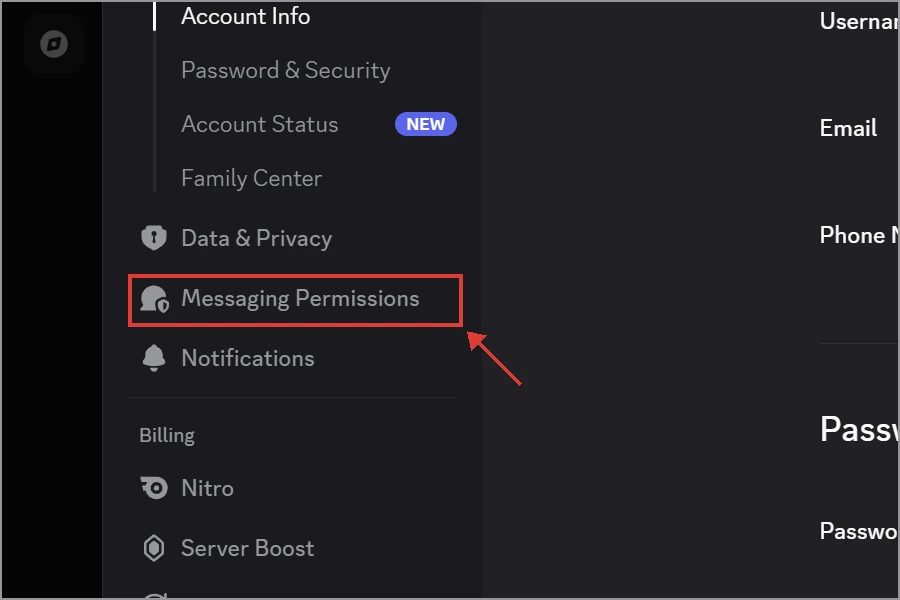 Account Info
Password & Security
Account Status NEW
Family Center
Data & Privacy
Messaging Permissions
Notifications
Billing
Nitro
Server Boost
Email
Phone